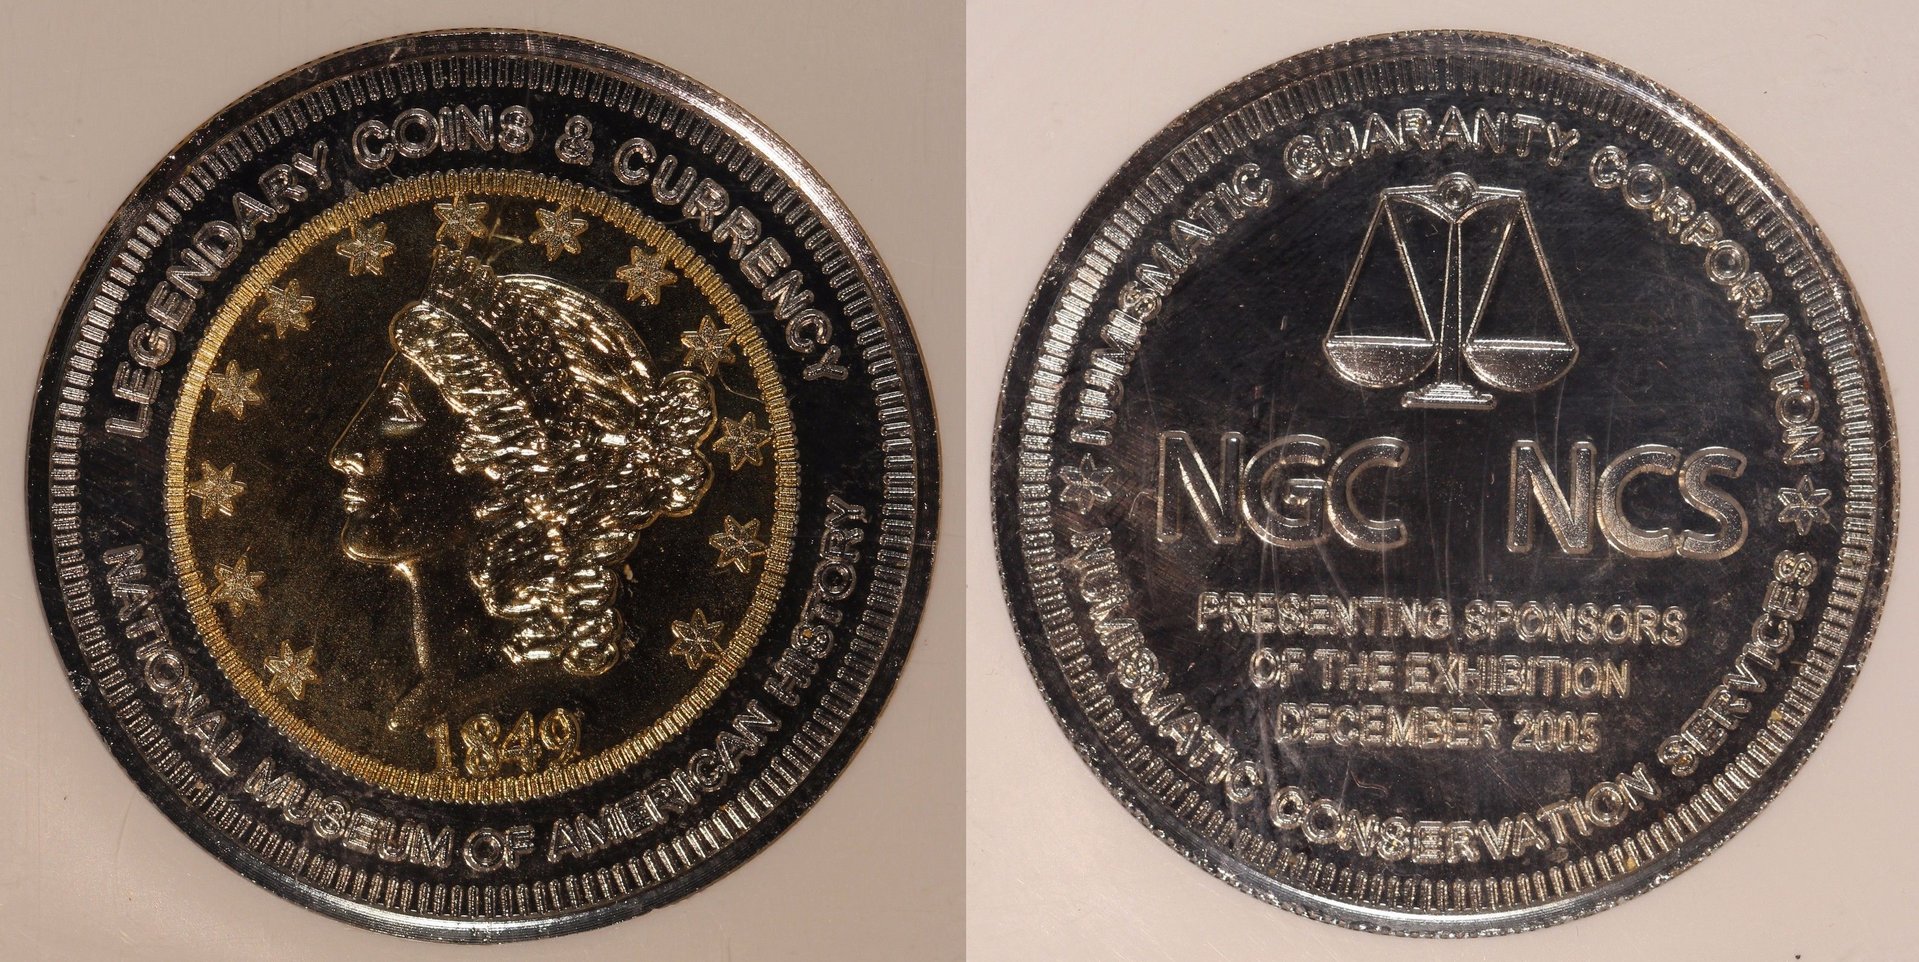 LEGENDARY COINS & CURRENCY
1849
NATIONAL MUSEUM OF AMERICAN HISTORY
NUMISMATIC GUARANTY CORPORATION
NGC NCS
PRESENTING SPONSORS
OF THE EXHIBITION
DECEMBER 2005
NUMISMATIC CONSERVATION SERVICES